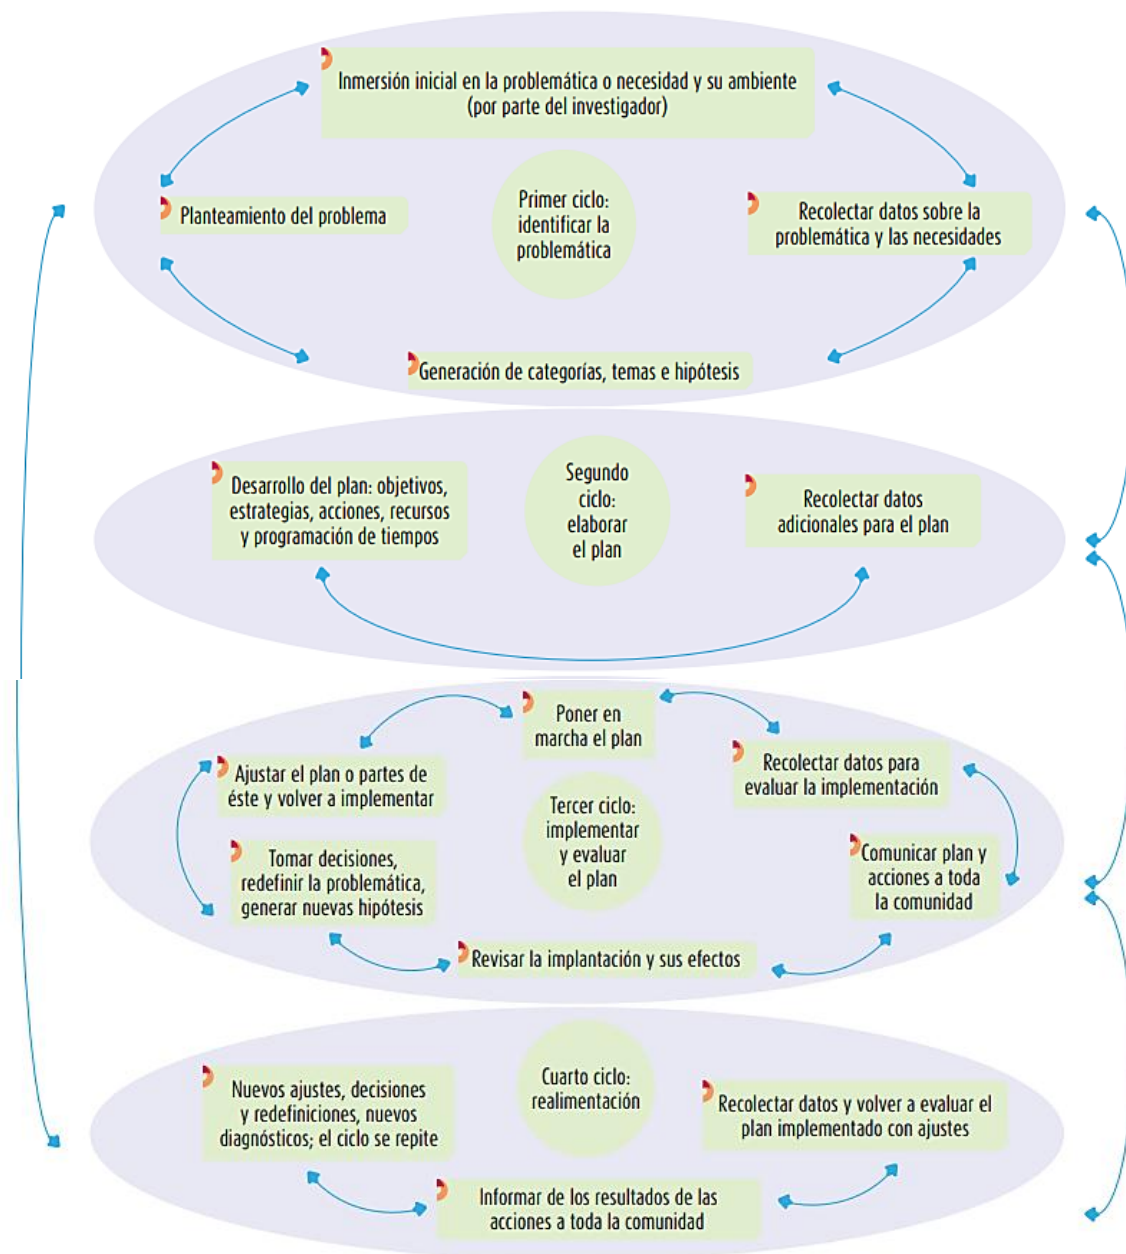 Inmersión inicial en la problemática o necesidad y su ambiente
(por parte del investigador)
Planteamiento del problema
Primer ciclo:
identificar la
problemática
Recolectar datos sobre la
problemática y las necesidades
Generación de categorías, temas e hipótesis
Desarrollo del plan: objetivos,
estrategias, acciones, recursos
y programación de tiempos
Segundo
ciclo:
elaborar
el plan
Recolectar datos
adicionales para el plan
Poner en
marcha el plan
Ajustar el plan o partes de
éste y volver a implementar
Recolectar datos para
evaluar la implementación
Tercer ciclo:
implementar
y evaluar
el plan
Tomar decisiones,
redefinir la problemática,
generar nuevas hipótesis
Comunicar plan y
acciones a toda
la comunidad
Revisar la implantación y sus efectos
Cuarto ciclo:
realimentación
Nuevos ajustes, decisiones
y redefiniciones, nuevos
diagnósticos; el ciclo se repite
Recolectar datos y volver a evaluar el
plan implementado con ajustes
Informar de los resultados de las
acciones a toda la comunidad